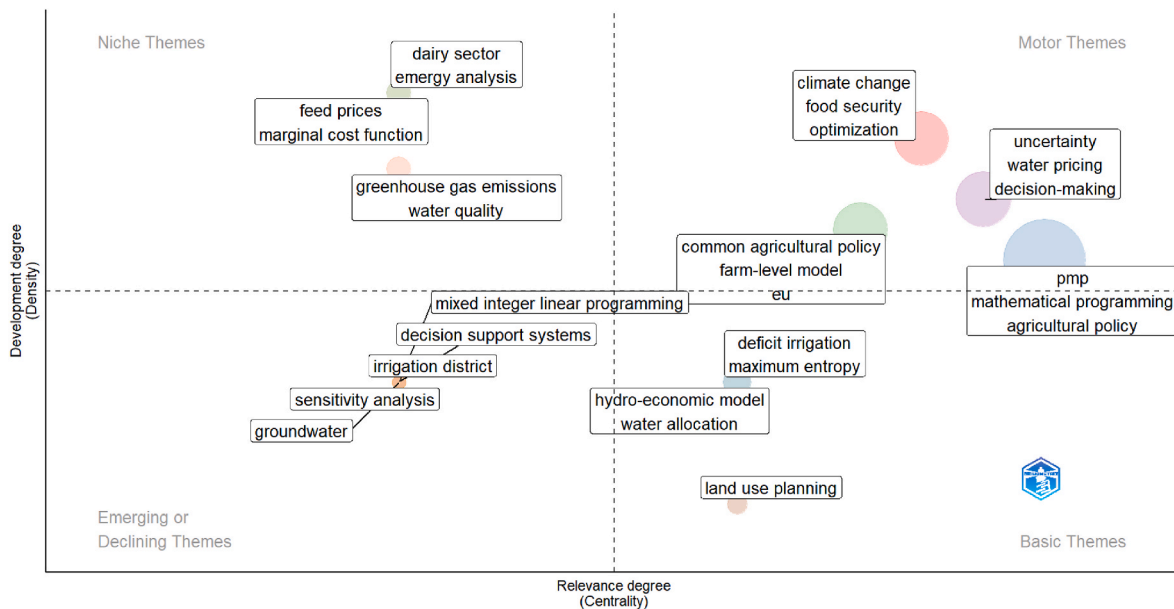 Niche Themes
Motor Themes
dairy sector
emergy analysis
feed prices
marginal cost function
greenhouse gas emissions
water quality
climate change
food security
optimization
uncertainty
water pricing
decision-making
common agricultural policy
farm-level model
eu
pmp
mathematical programming
agricultural policy
mixed integer linear programming
decision support systems
irrigation district
sensitivity analysis
groundwater
deficit irrigation
maximum entropy
hydro-economic model
water allocation
land use planning
Emerging or
Declining Themes
Basic Themes
Development degree
(Density)
Relevance degree
(Centrality)